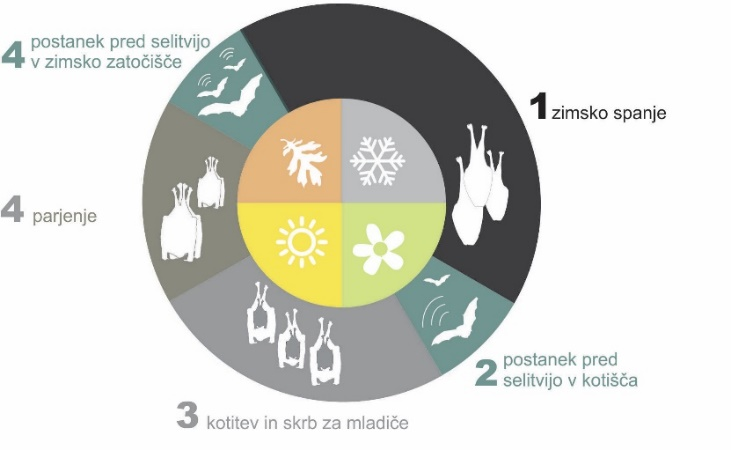 4 postanek pred selitvijo
v zimsko zatočišče
1 zimsko spanje
4 parjenje
2 postanek pred
selitvijo v kotišča
3 kotitev in skrb za mladiče